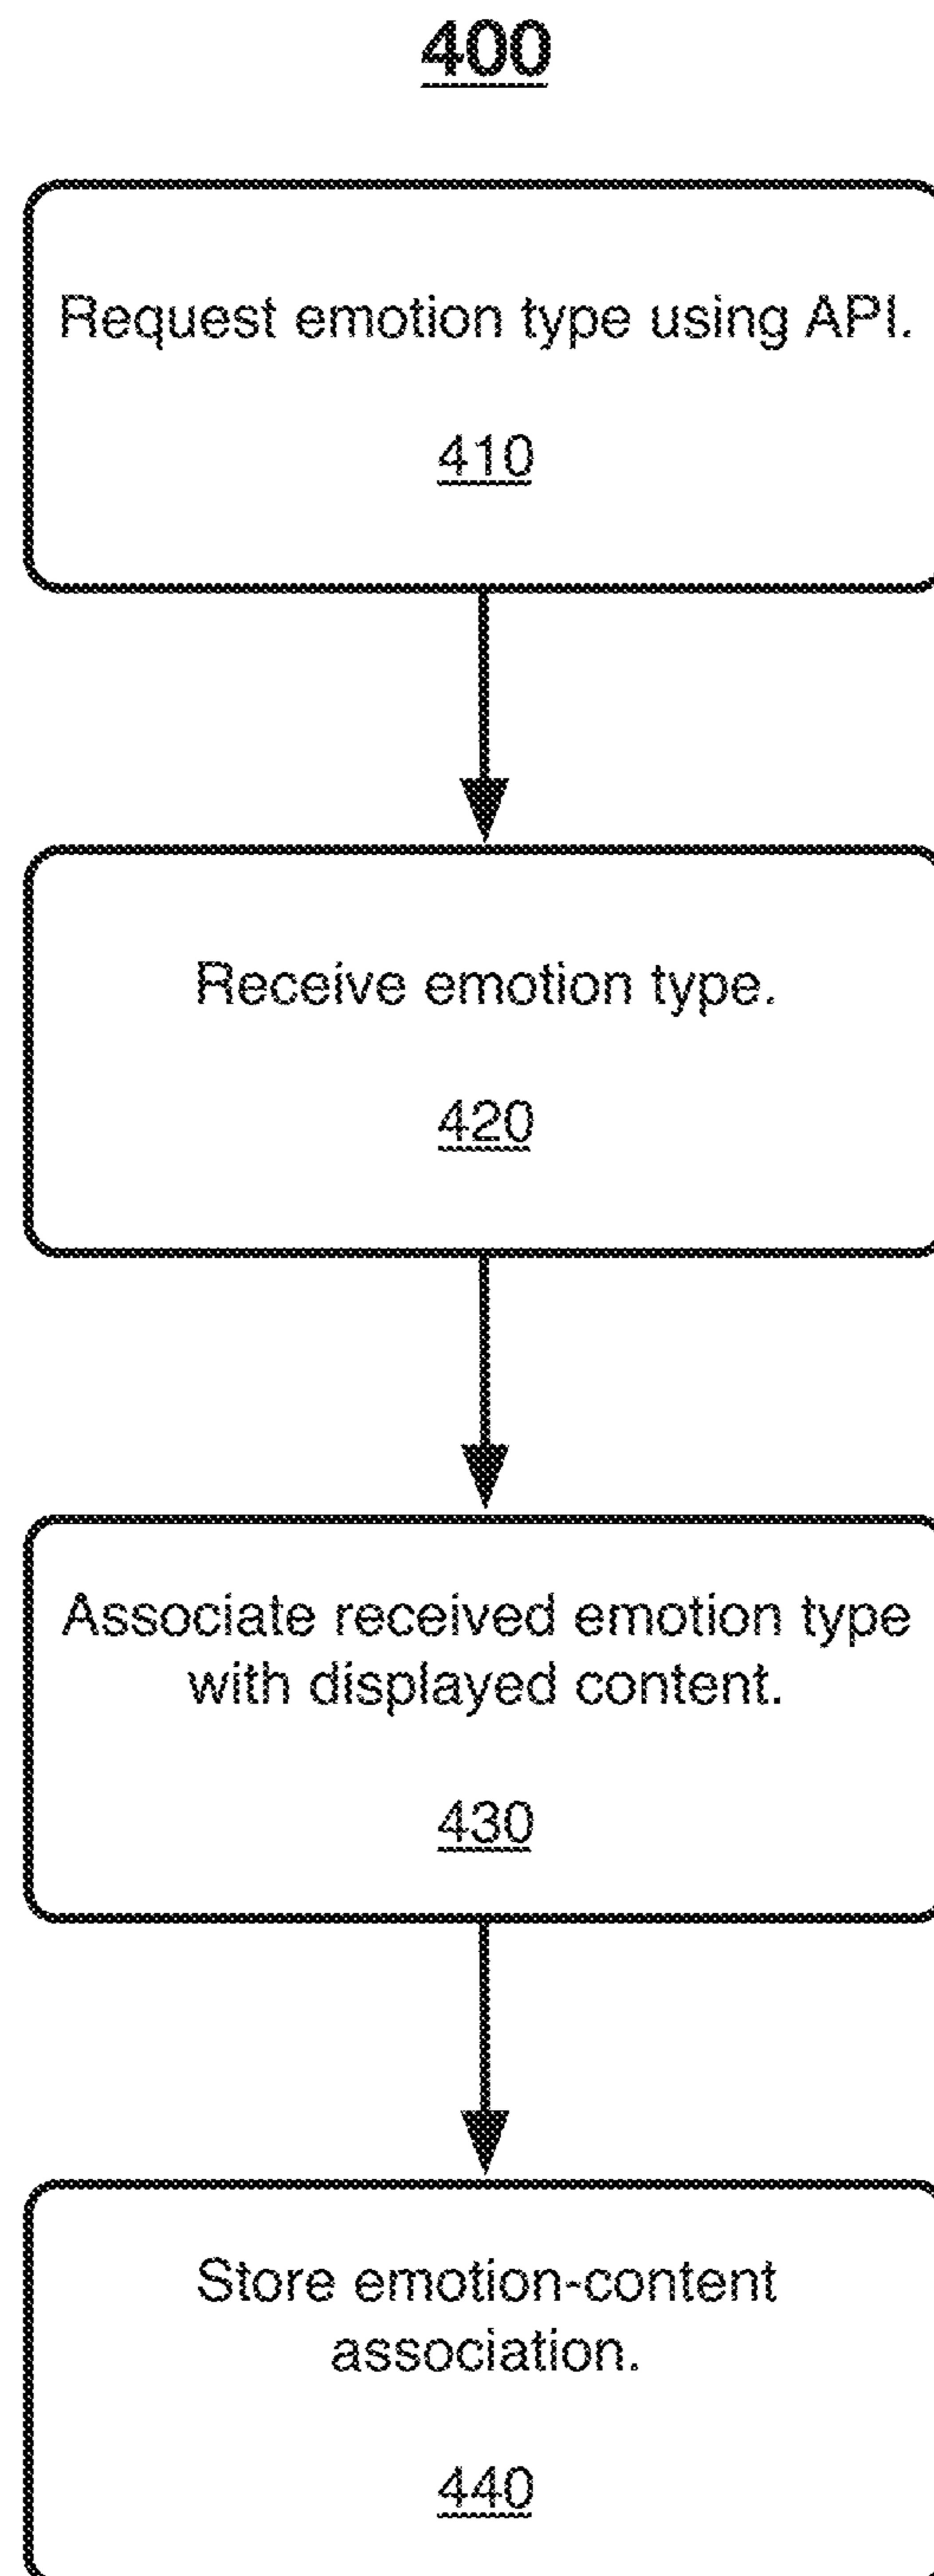 400
Request emotion type using API.
410
Receive emotion type.
420
Associate received emotion type
with displayed content.
430
Store emotion-content
association.
440